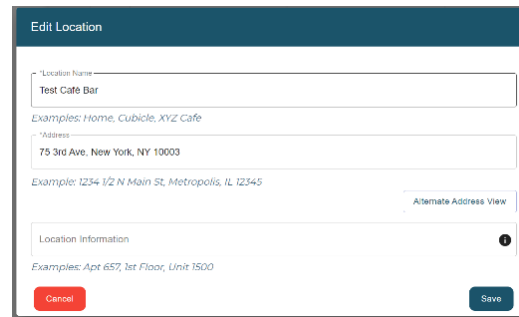 Edit Location
*Location Name
Test Café Bar
Examples: Home, Cubicle, XYZ Cafe
*Address
75 3rd Ave, New York, NY 10003
Example: 1234 1/2 N Main St, Metropolis, IL 12345
Alternate Address View
Location Information
Examples: Apt 657, 1st Floor, Unit 1500
Cancel
Save